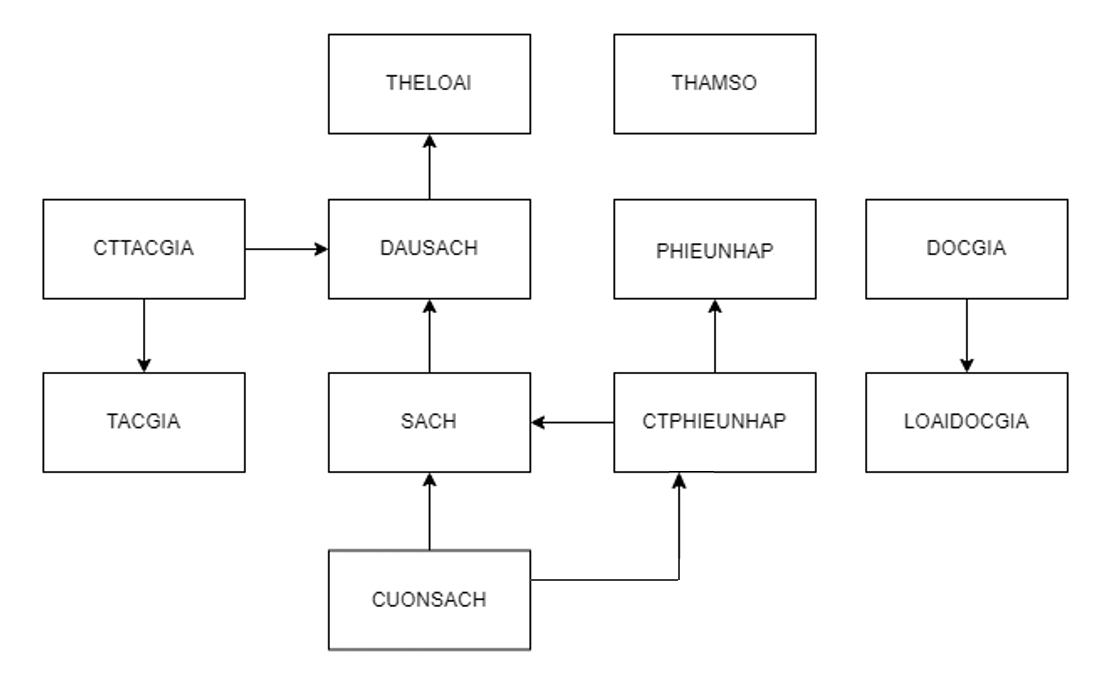 THELOAI
THAMSO
CTTACGIA
DAUSACH
PHIEUNHAP
DOCGIA
TACGIA
SACH
CTPHIEUNHAP
LOAIDOCGIA
CUONSACH